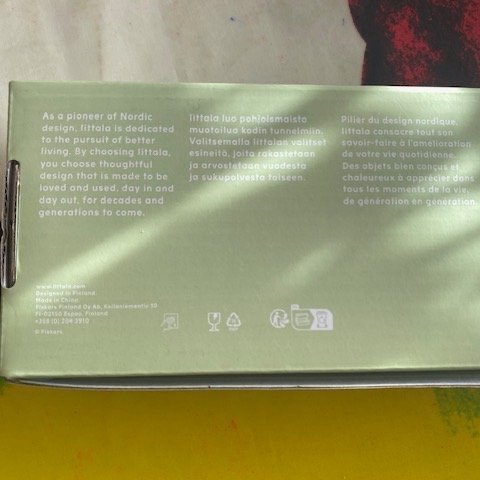 As a pioneer of Nordic
design, Iittala is dedicated
to the pursuit of better
living. By choosing Iittala,
you choose thoughtful
design that is made to be
loved and used, day in and
day out, for decades and
generations to come.
Iittala luo pohjoismaista
muotoilua kodin tunnelmiin.
Valitsemalla Iittalan valitset
esineitä, joita rakastetaan
ja arvostetaan vuodesta
ja sukupolvesta toiseen.
Pilier du design nordique,
Iittala consacre tout son
savoir-faire à l'amélioration
de votre vie quotidienne.
Des objets bien conçus et
chaleureux à apprécier dans
tous les moments de la vie,
de génération en génération.
www.iittala.com
Designed in Finland.
Made in China.
Fiskars Finland Oy Ab, Keilaniementie 10
FI-02150 Espoo, Finland
+358 (0) 204 3910
© Fiskars